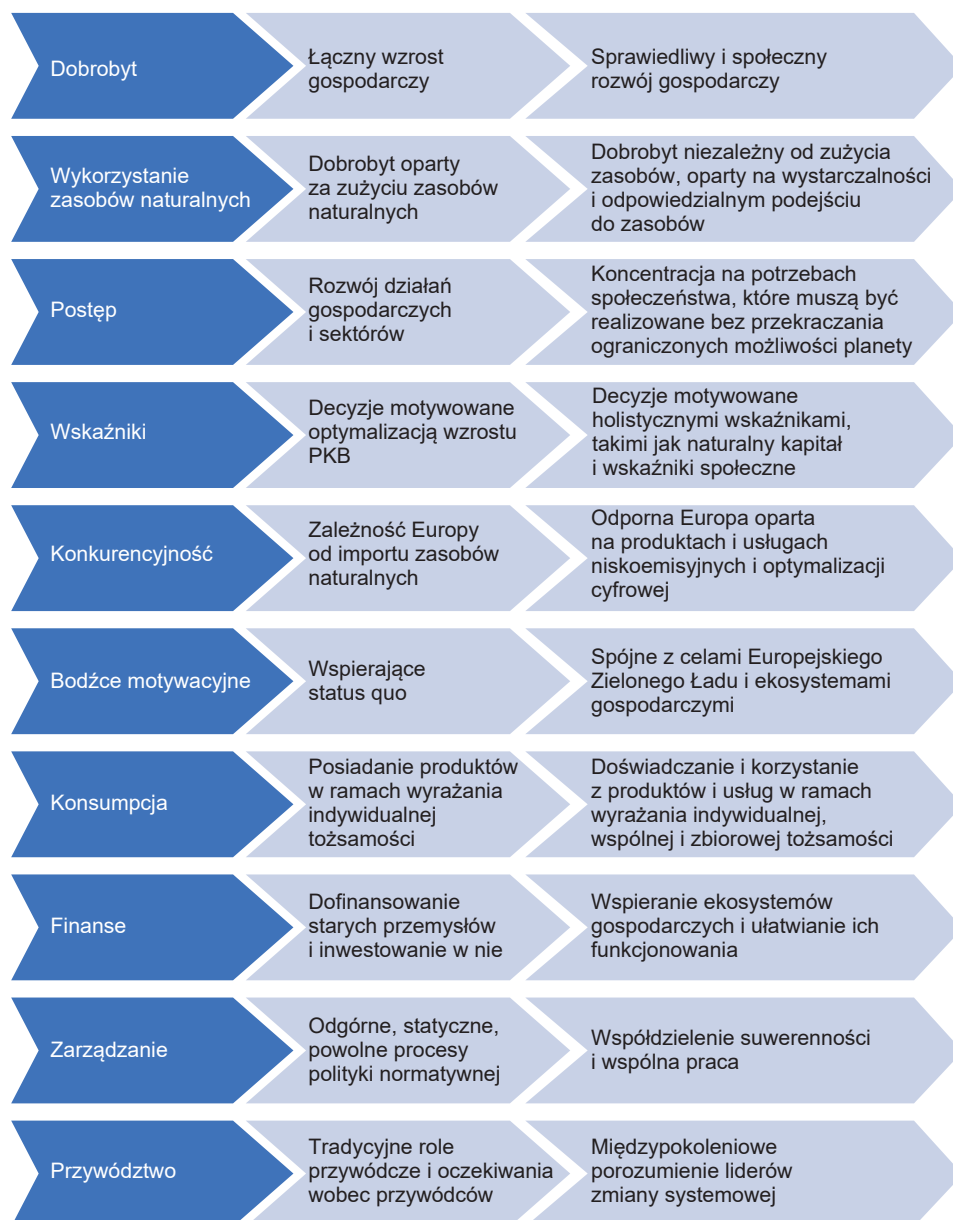 Dobrobyt
Łączny wzrost
gospodarczy
Sprawiedliwy i społeczny
rozwój gospodarczy
Wykorzystanie
zasobów naturalnych
Dobrobyt oparty
za zużyciu zasobów
naturalnych
Dobrobyt niezależny od zużycia
zasobów, oparty na wystarczalności
i odpowiedzialnym podejściu
do zasobów
Postęp
Rozwój działań
gospodarczych
i sektórów
Koncentracja na potrzebach
społeczeństwa, które muszą być
realizowane bez przekraczania
ograniczonych możliwości planety
Wskaźniki
Decyzje motywowane
optymalizacją wzrostu
PKB
Decyzje motywowane
holistycznymi wskaźnikami,
takimi jak naturalny kapitał
i wskaźniki społeczne
Konkurencyjność
Zależność Europy
od importu zasobów
naturalnych
Odporna Europa oparta
na produktach i usługach
niskoemisyjnych i optymalizacji
cyfrowej
Bodźce motywacyjne
Wspierające
status quo
Spójne z celami Europejskiego
Zielonego Ładu i ekosystemami
gospodarczymi
Konsumpcja
Posiadanie produktów
w ramach wyrażania
indywidualnej
tożsamości
Doświadczanie i korzystanie
z produktów i usług w ramach
wyrażania indywidualnej,
wspólnej i zbiorowej tożsamości
Finanse
Dofinansowanie
starych przemysłów
i inwestowanie w nie
Wspieranie ekosystemów
gospodarczych i ułatwianie ich
funkcjonowania
Zarządzanie
Odgórne, statyczne,
powolne procesy
polityki normatywnej
Współdzielenie suwerenności
i wspólna praca
Przywództwo
Tradycyjne role
przywódcze i oczekiwania
wobec przywódców
Międzypokoleniowe
porozumienie liderów
zmiany systemowej